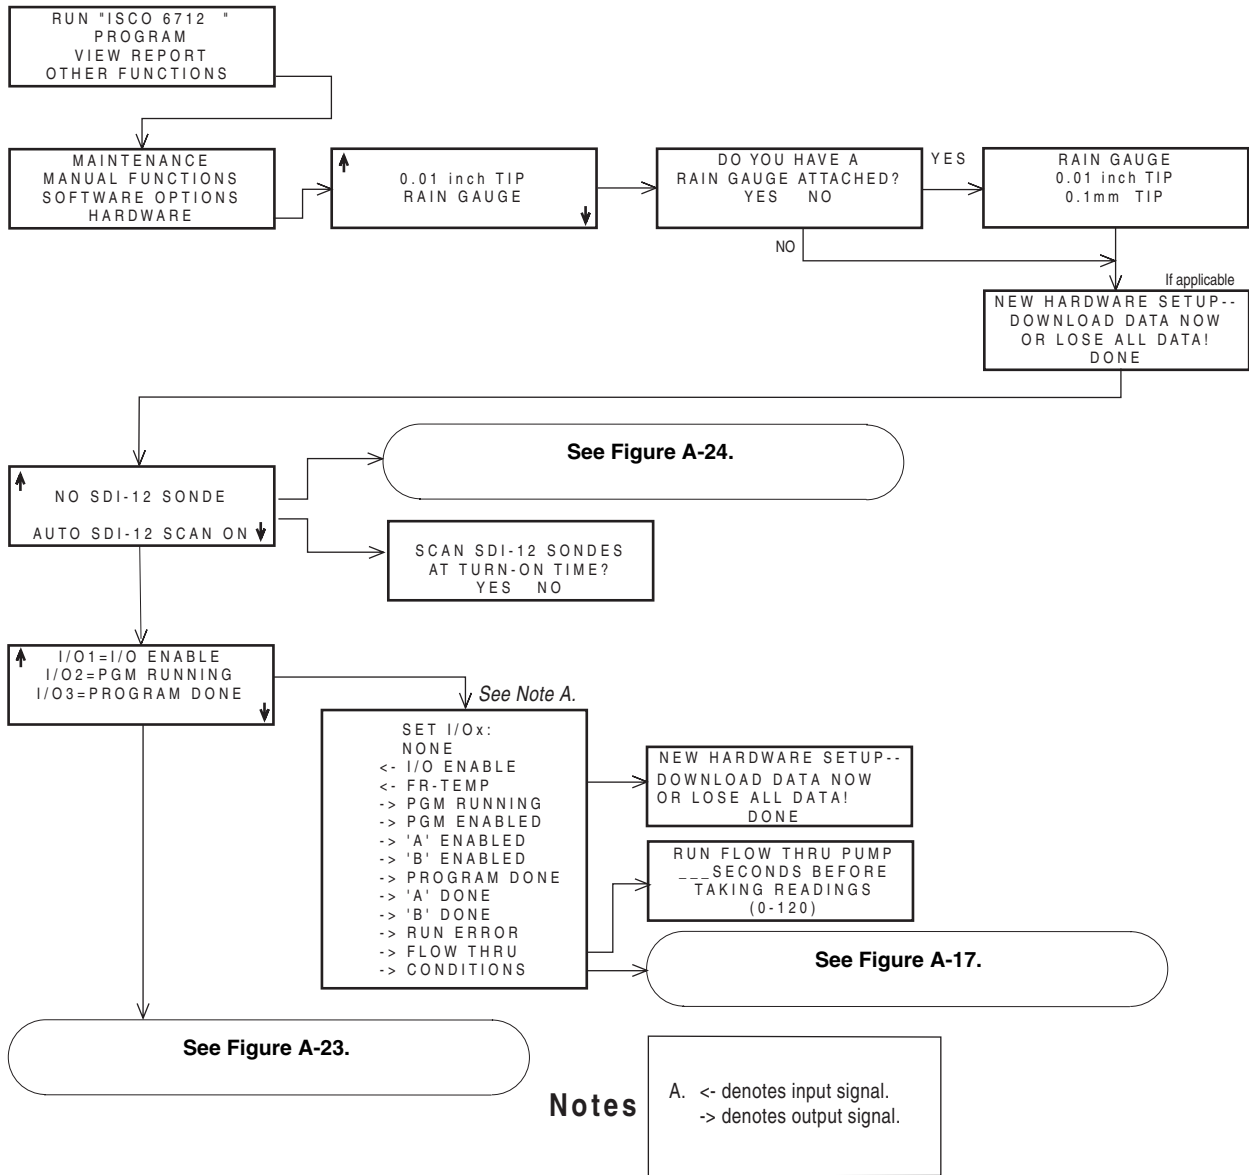 RUN "ISCO 6712 "
PROGRAM
VIEW REPORT
OTHER FUNCTIONS
MAINTENANCE
MANUAL FUNCTIONS
SOFTWARE OPTIONS
HARDWARE
0.01 inch TIP
RAIN GAUGE
DO YOU HAVE A
RAIN GAUGE ATTACHED?
YES NO
YES
NO
RAIN GAUGE
0.01 inch TIP
0.1mm TIP
If applicable
NEW HARDWARE SETUP--
DOWNLOAD DATA NOW
OR LOSE ALL DATA!
DONE
NO SDI-12 SONDE
AUTO SDI-12 SCAN ON
See Figure A-24.
SCAN SDI-12 SONDES
AT TURN-ON TIME?
YES NO
I/O1=I/O ENABLE
I/O2=PGM RUNNING
I/O3=PROGRAM DONE
See Note A.
SET I/Ox:
NONE
<- I/O ENABLE
<- FR-TEMP
-> PGM RUNNING
-> PGM ENABLED
-> 'A' ENABLED
-> 'B' ENABLED
-> PROGRAM DONE
-> 'A' DONE
-> 'B' DONE
-> RUN ERROR
-> FLOW THRU
-> CONDITIONS
NEW HARDWARE SETUP--
DOWNLOAD DATA NOW
OR LOSE ALL DATA!
DONE
RUN FLOW THRU PUMP
___SECONDS BEFORE
TAKING READINGS
(0-120)
See Figure A-17.
See Figure A-23.
Notes
A. <- denotes input signal.
-> denotes output signal.